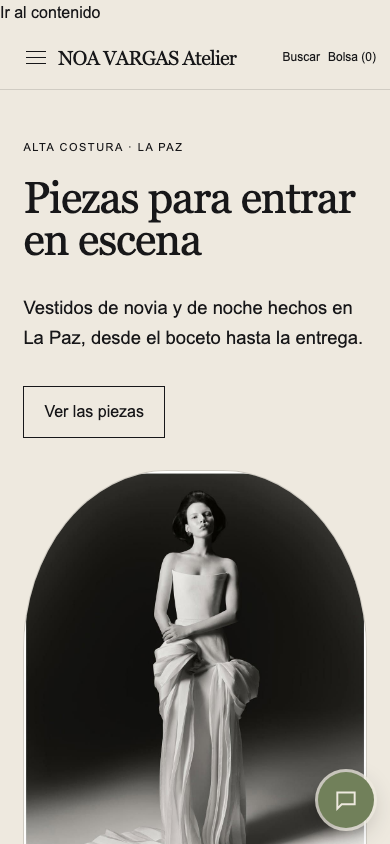 Ir al contenido
NOA VARGAS Atelier
Buscar Bolsa (0)
ALTA COSTURA · LA PAZ
Piezas para entrar
en escena
Vestidos de novia y de noche hechos en
La Paz, desde el boceto hasta la entrega.
Ver las piezas